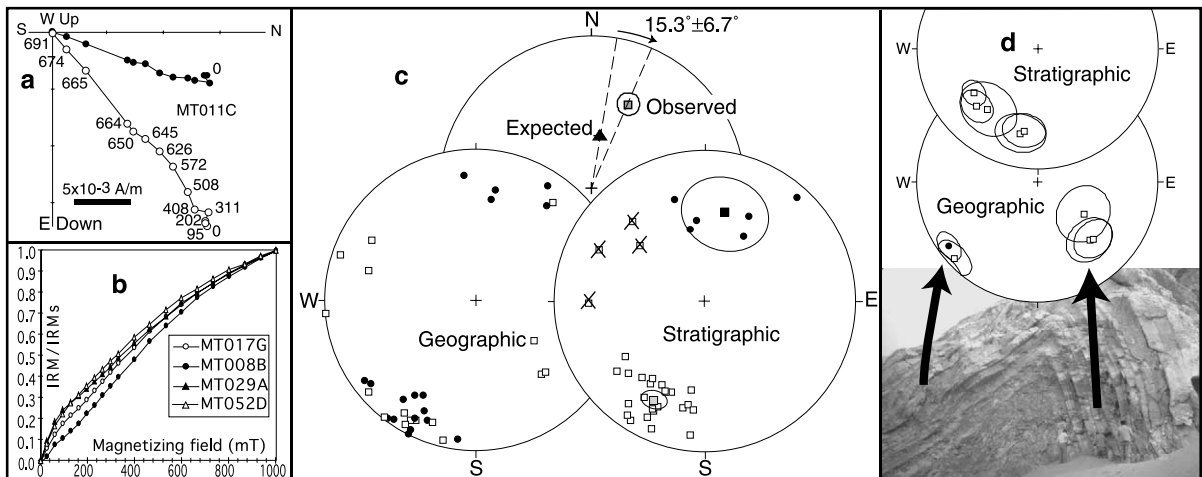 W Up
S N
691
674
665
664
650
645
626
572
508
408
311
202
95
0
0
a
MT011C
5x10-³ A/m
E Down
b
IRM/IRMs
1.0
0.9
0.8
0.7
0.6
0.5
0.4
0.3
0.2
0.1
0.0
0 200 400 600 800 1000
Magnetizing field (mT)
MT017G
MT008B
MT029A
MT052D
c
N
15.3°±6.7°
Observed
Expected
W
Geographic
S
Stratigraphic
E
S
d
W E
Stratigraphic
W E
Geographic